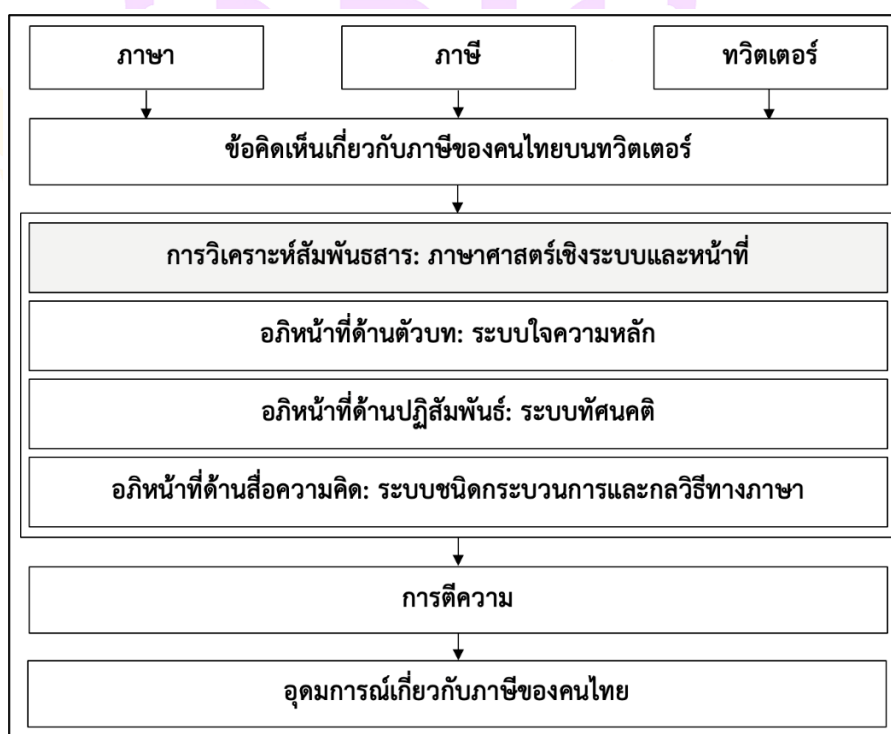 ภาษา
ภาษี
ทวิตเตอร์
ข้อคิดเห็นเกี่ยวกับภาษีของคนไทยบนทวิตเตอร์
การวิเคราะห์สัมพันธสาร: ภาษาศาสตร์เชิงระบบและหน้าที่
อภิหน้าที่ด้านตัวบท: ระบบใจความหลัก
อภิหน้าที่ด้านปฏิสัมพันธ์: ระบบทัศนคติ
อภิหน้าที่ด้านสื่อความคิด: ระบบชนิดกระบวนการและกลวิธีทางภาษา
การตีความ
อุดมการณ์เกี่ยวกับภาษีของคนไทย